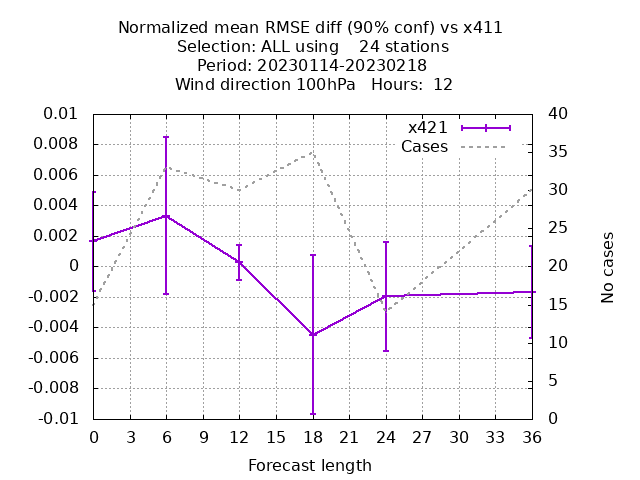 Normalized mean RMSE diff (90% conf) vs x411
Selection: ALL using    24 stations
Period: 20230114-20230218
Wind direction 100hPa   Hours:  12
x421
Cases
0.01
0.008
0.006
0.004
0.002
0
-0.002
-0.004
-0.006
-0.008
-0.01
40
35
30
25
20
15
10
5
0
No cases
0 3 6 9 12 15 18 21 24 27 30 33 36
Forecast length